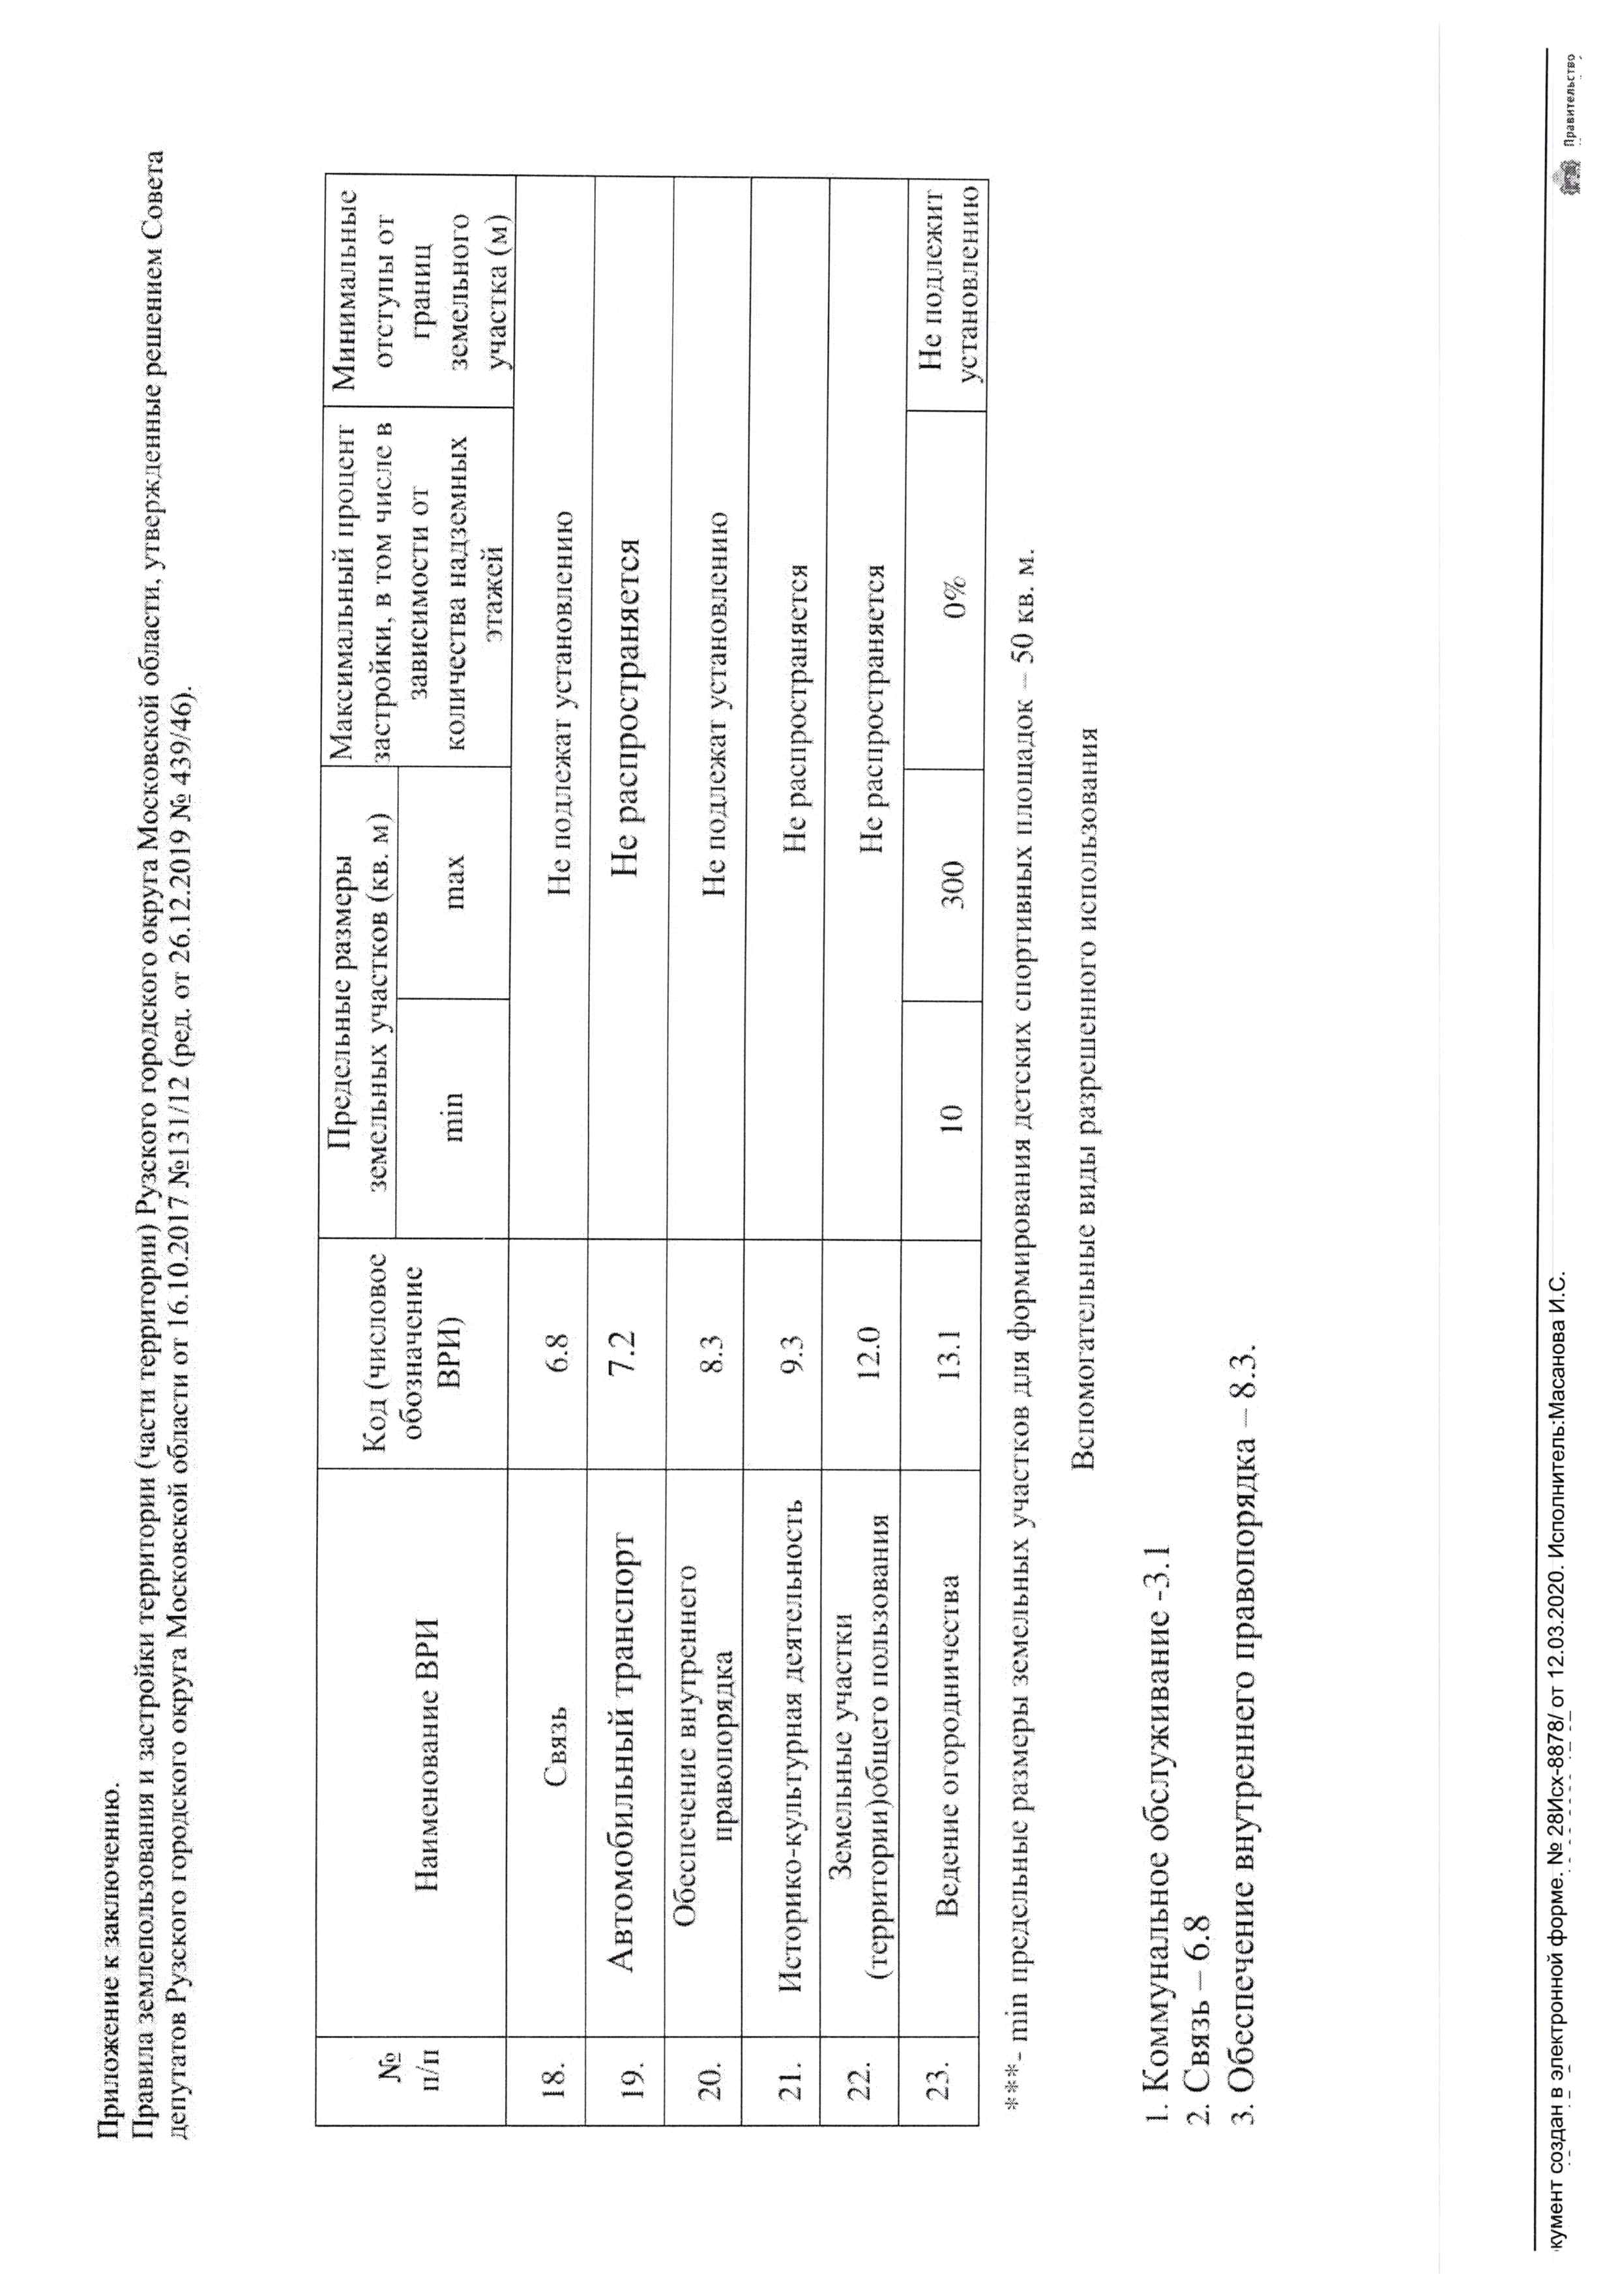 Приложение к заключению.
Правила землепользования и застройки территории (части территории) Рузского городского округа Московской области, утвержденные решением Совета
депутатов Рузского городского округа Московской области от 16.10.2017 №131/12 (ред. от 26.12.2019 № 439/46).
№ п/п
Наименование ВРИ
Код (числовое
обозначение
ВРИ)
Предельные размеры
земельных участков (кв. м)
min
max
Максимальный процент
застройки, в том числе в
зависимости от
количества надземных
этажей
Минимальные
отступы от
границ
земельного
участка (м)
18. Связь 6.8 Не подлежат установлению
19. Автомобильный транспорт 7.2 Не распространяется
20. Обеспечение внутреннего
правопорядка 8.3 Не подлежат установлению
21. Историко-культурная деятельность 9.3 Не распространяется
22. Земельные участки
(территории)общего пользования 12.0 Не распространяется
23. Ведение огородничества 13.1 10 300 0% Не подлежит
установлению
***- min предельные размеры земельных участков для формирования детских спортивных площадок – 50 кв. м.
Вспомогательные виды разрешенного использования
1. Коммунальное обслуживание -3.1
2. Связь – 6.8
3. Обеспечение внутреннего правопорядка – 8.3.
кумент создан в электронной форме. № 28Исх-8878/ от 12.03.2020. Исполнитель:Масанова И.С.
Правительство